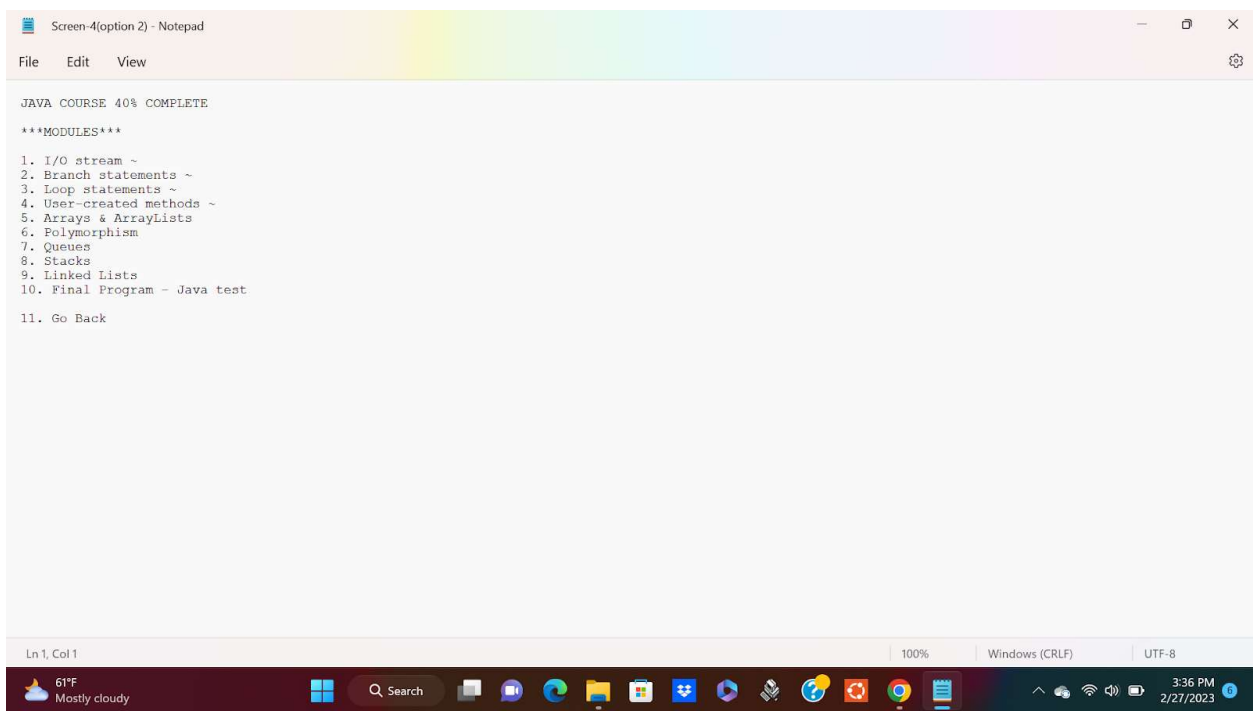 Screen-4(option 2) - Notepad
File Edit View
JAVA COURSE 40% COMPLETE
***MODULES***
1. I/O stream ~
2. Branch statements ~
3. Loop statements ~
4. User-created methods ~
5. Arrays & ArrayLists
6. Polymorphism
7. Queues
8. Stacks
9. Linked Lists
10. Final Program - Java test
11. Go Back
Ln 1, Col 1 100% Windows (CRLF) UTF-8
61°F
Mostly cloudy
Search
3:36 PM
2/27/2023
6